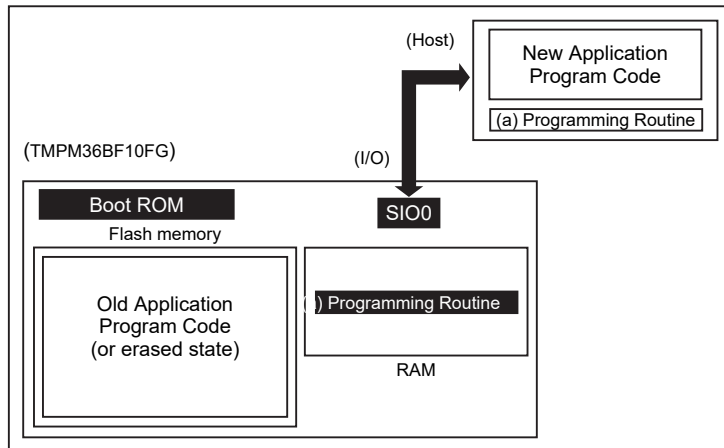 (Host)
New Application
Program Code
(a) Programming Routine
(TMPM36BF10FG)
(I/O)
Boot ROM
SIO0
Flash memory
Old Application
Program Code
(or erased state)
(a) Programming Routine
RAM